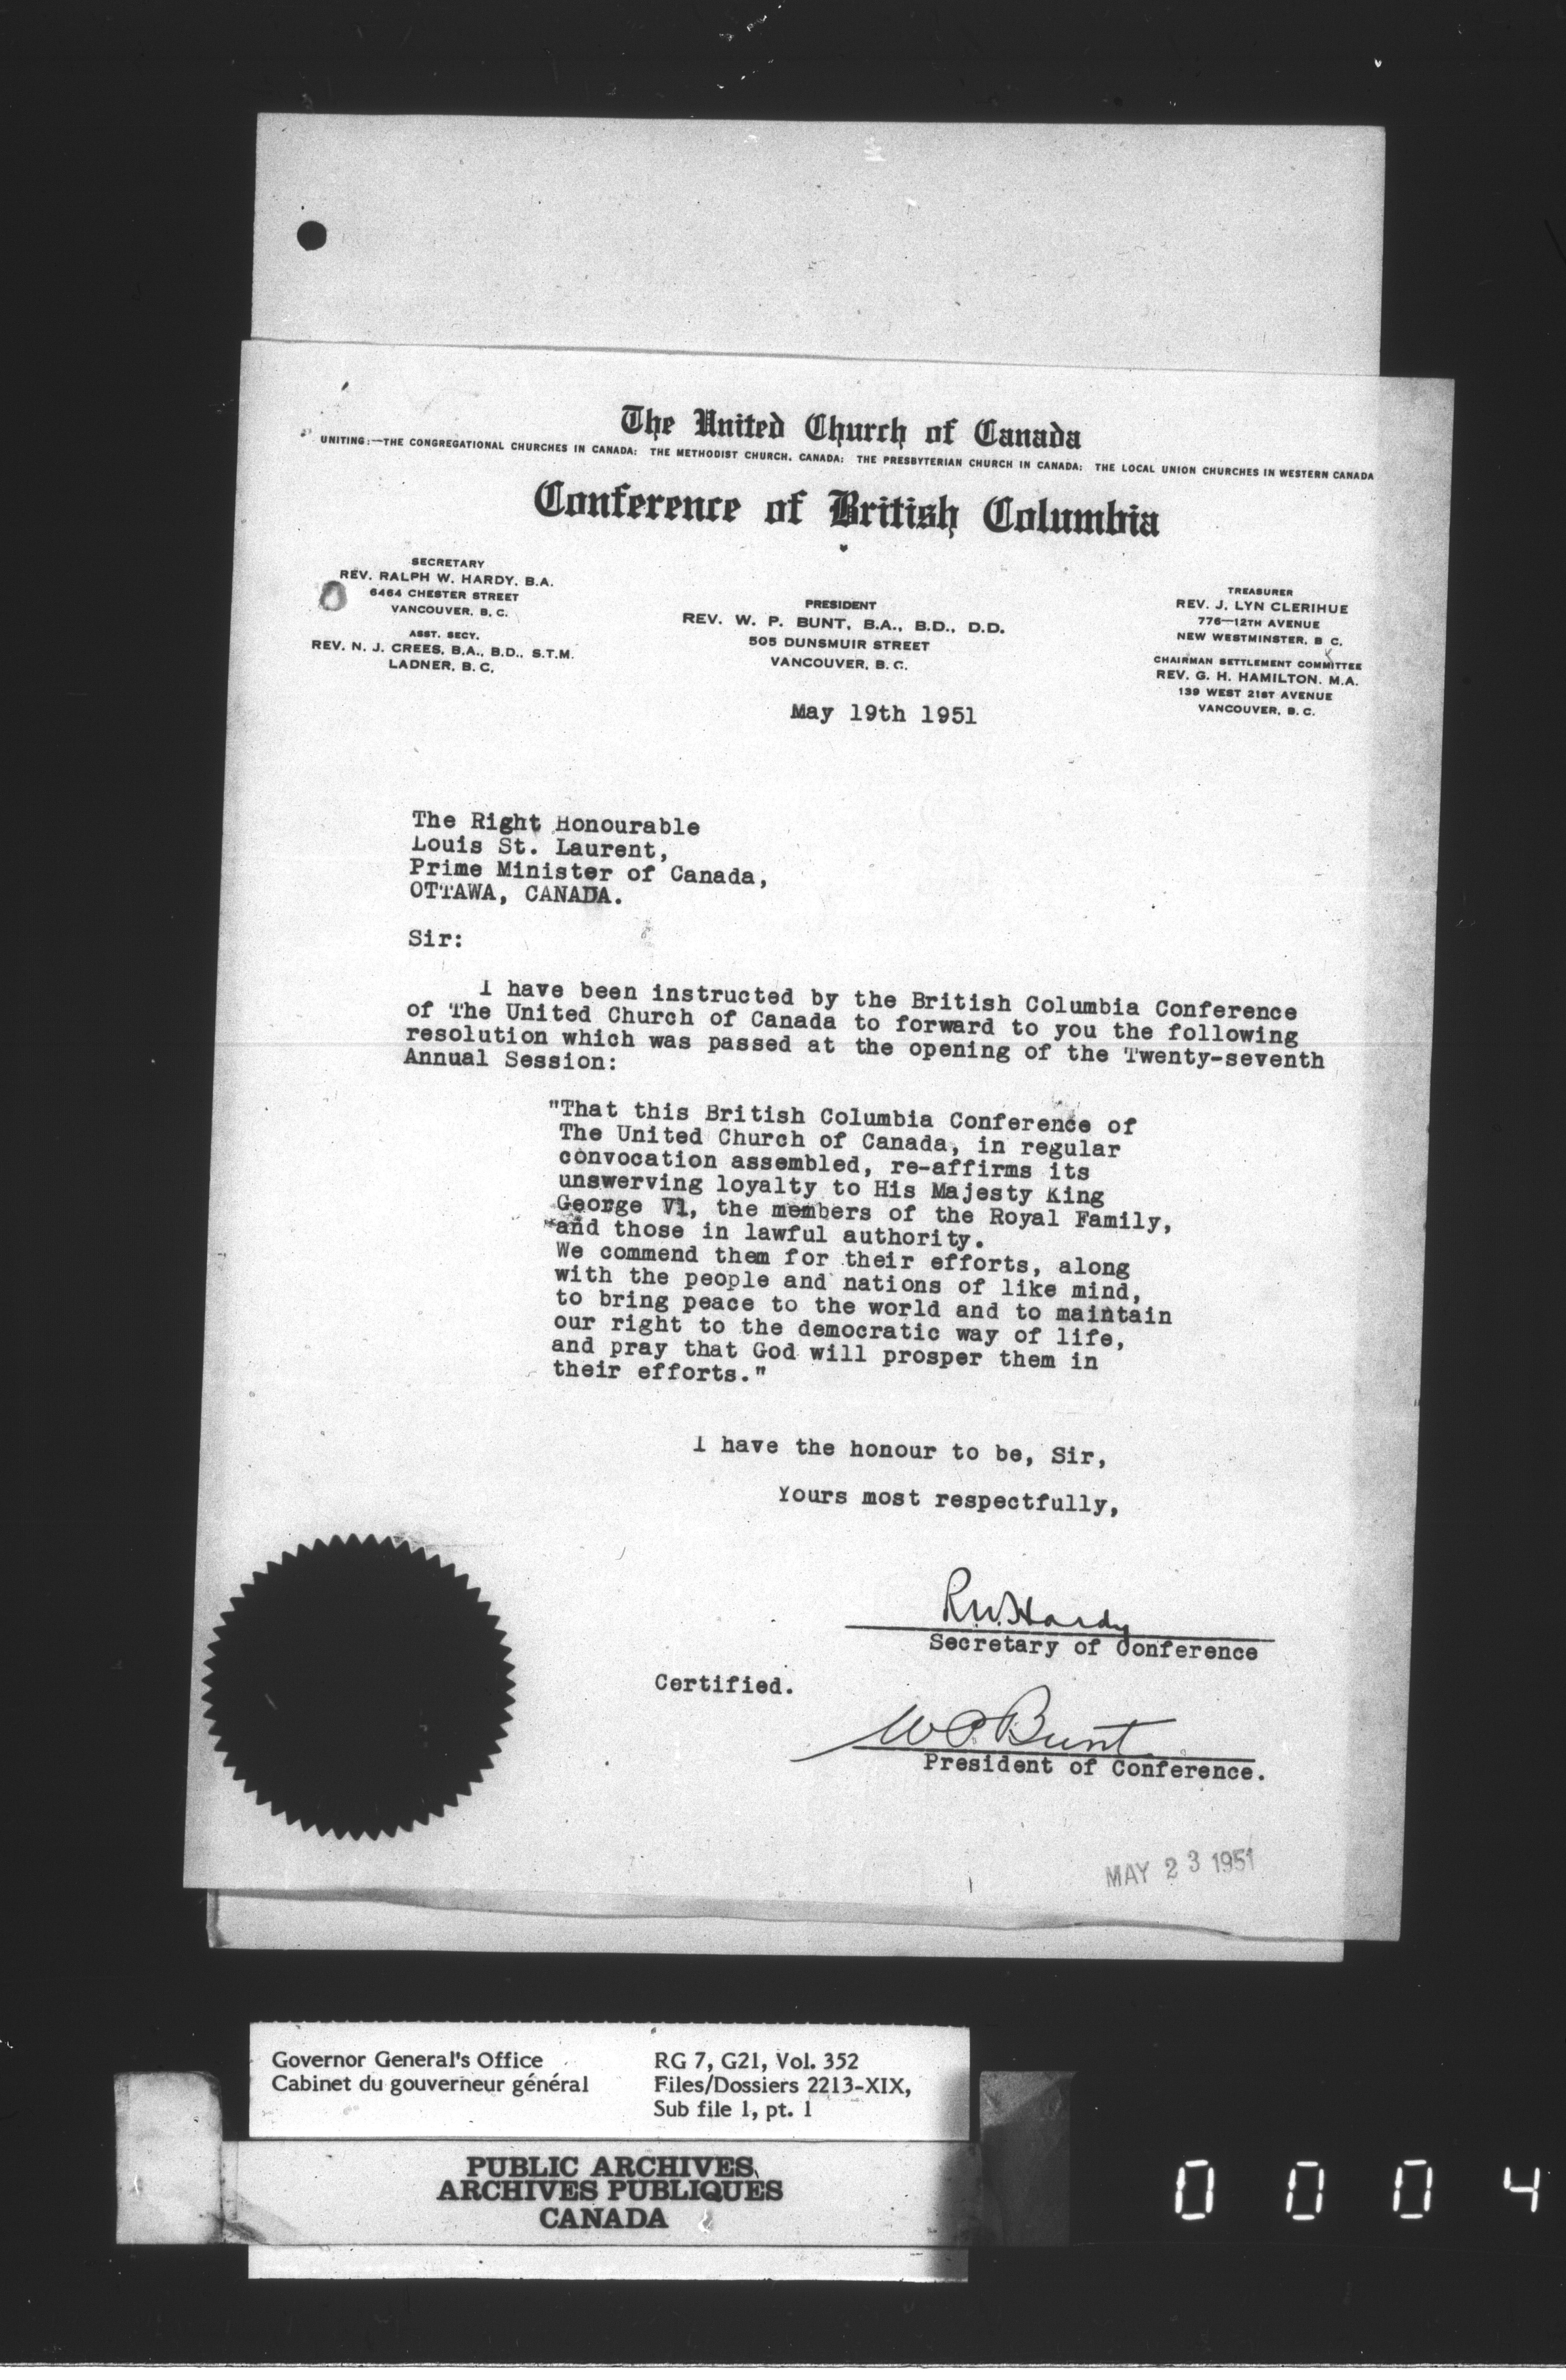 The United Church of Canada
UNITING:—THE CONGREGATIONAL CHURCHES IN CANADA; THE METHODIST CHURCH, CANADA; THE PRESBYTERIAN CHURCH IN CANADA; THE LOCAL UNION CHURCHES IN WESTERN CANADA
Conference of British Columbia
SECRETARY
REV. RALPH W. HARDY, B.A.
6464 CHESTER STREET
VANCOUVER, B.C.
ASST. SECY.
REV. N. J. CREES, B.A., B.D., S.T.M.
LADNER, B.C.
PRESIDENT
REV. W. P. BUNT, B.A., B.D., D.D.
505 DUNSMUIR STREET
VANCOUVER, B.C.
TREASURER
REV. J. LYN CLERIHUE
776—12TH AVENUE
NEW WESTMINSTER, B C.
CHAIRMAN SETTLEMENT COMMITTEE
REV. G. H. HAMILTON, M.A.
139 WEST 21ST AVENUE
VANCOUVER, B.C.
May 19th 1951
The Right Honourable
Louis St. Laurent,
Prime Minister of Canada,
OTTAWA, CANADA.
Sir:
I have been instructed by the British Columbia Conference
of The United Church of Canada to forward to you the following
resolution which was passed at the opening of the Twenty-seventh
Annual Session:
"That this British Columbia Conference of
The United Church of Canada, in regular
convocation assembled, re-affirms its
unswerving loyalty to His Majesty King
George V1, the members of the Royal Family,
and those in lawful authority.
We commend them for their efforts, along
with the people and nations of like mind,
to bring peace to the world and to maintain
our right to the democratic way of life,
and pray that God will prosper them in
their efforts."
I have the honour to be, Sir,
Yours most respectfully,
R.W. Hardy
Secretary of Conference
Certified.
W P. Bunt.
President of Conference.
MAY 23 1951
Governor General's Office
Cabinet du gouverneur général
RG 7, G21, Vol. 352
Files/Dossiers 2213-XIX,
Sub file 1, pt. 1
PUBLIC ARCHIVES
ARCHIVES PUBLIQUES
CANADA
0004